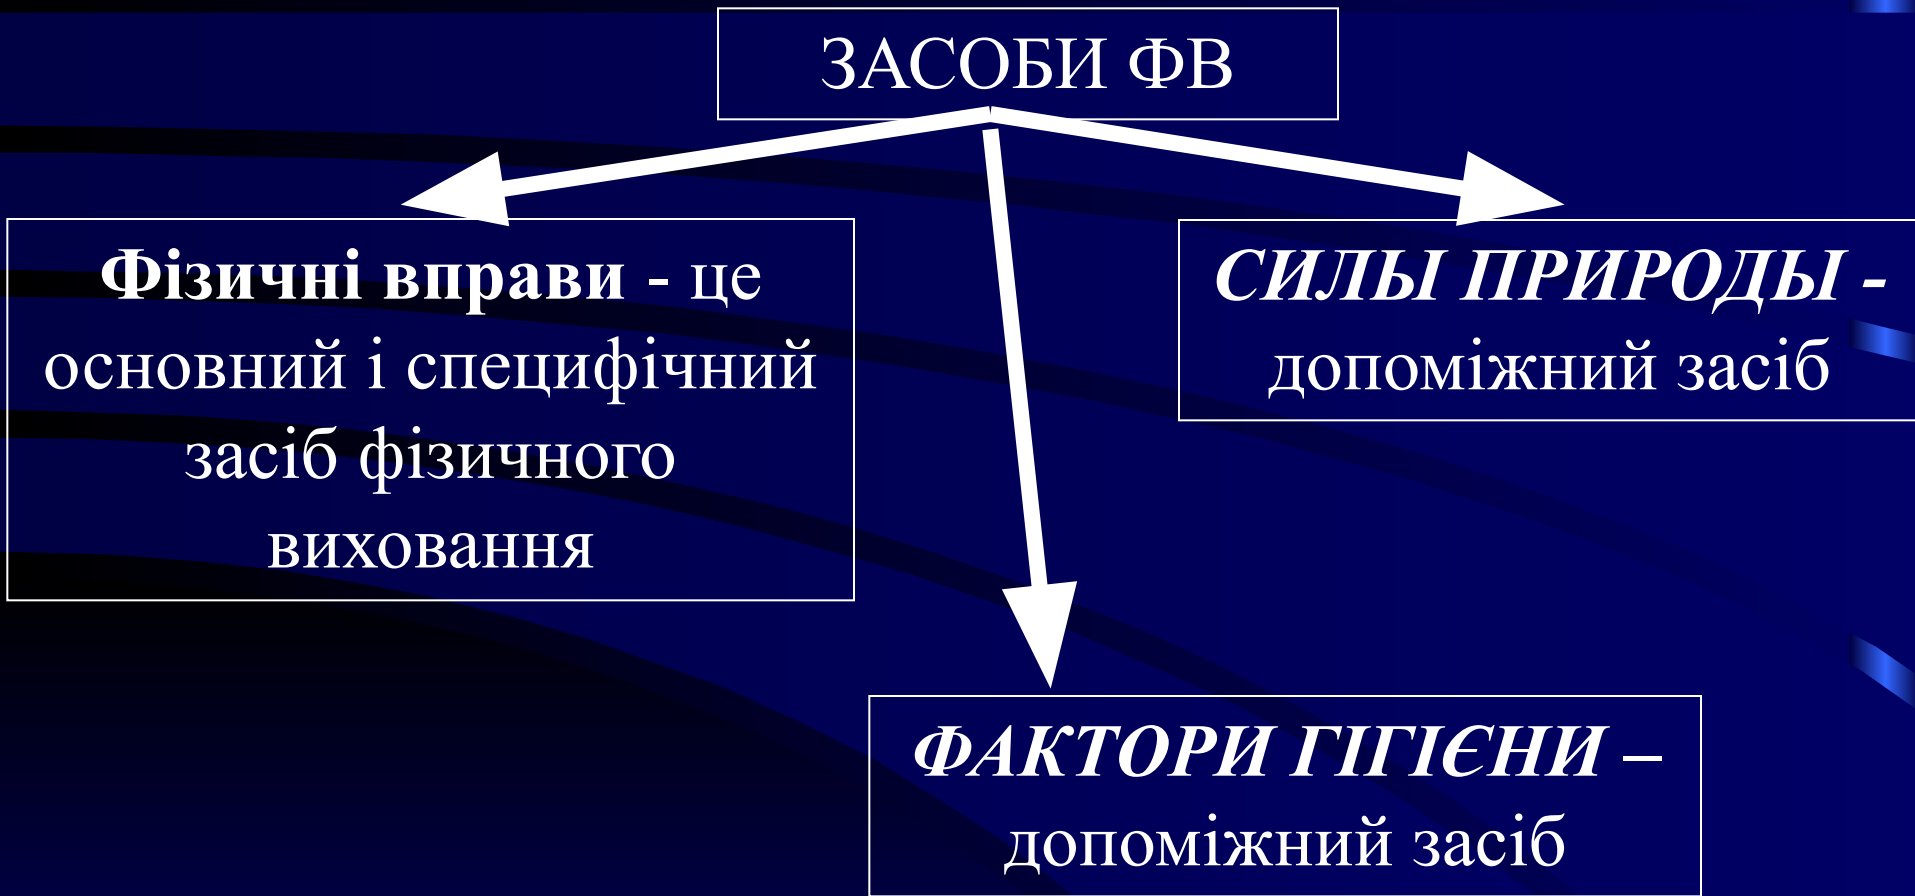 ЗАСОБИ ФВ
Фізичні вправи - це
основний і специфічний
засіб фізичного
виховання
СИЛЫ ПРИРОДЫ -
допоміжний засіб
ФАКТОРИ ГІГІЄНИ –
допоміжний засіб